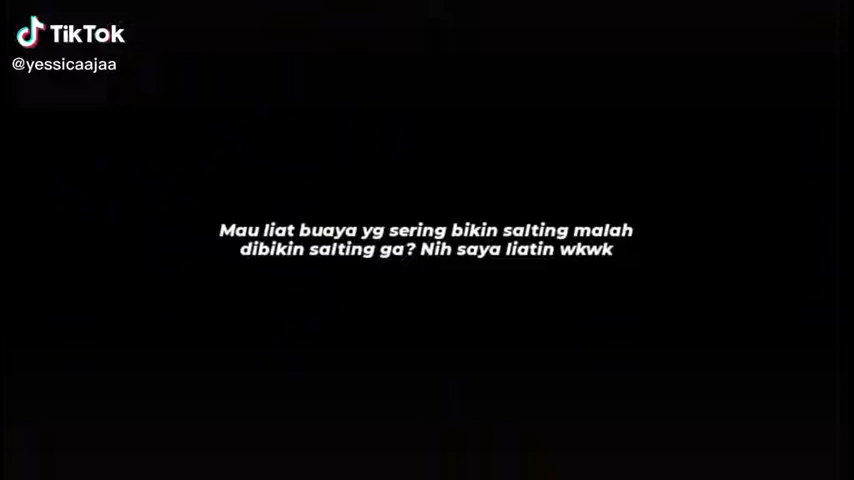 TikTok
@yessicaajaa
Mau liat buaya yg sering bikin salting malah
dibikin salting ga? Nih saya liatin wkwk